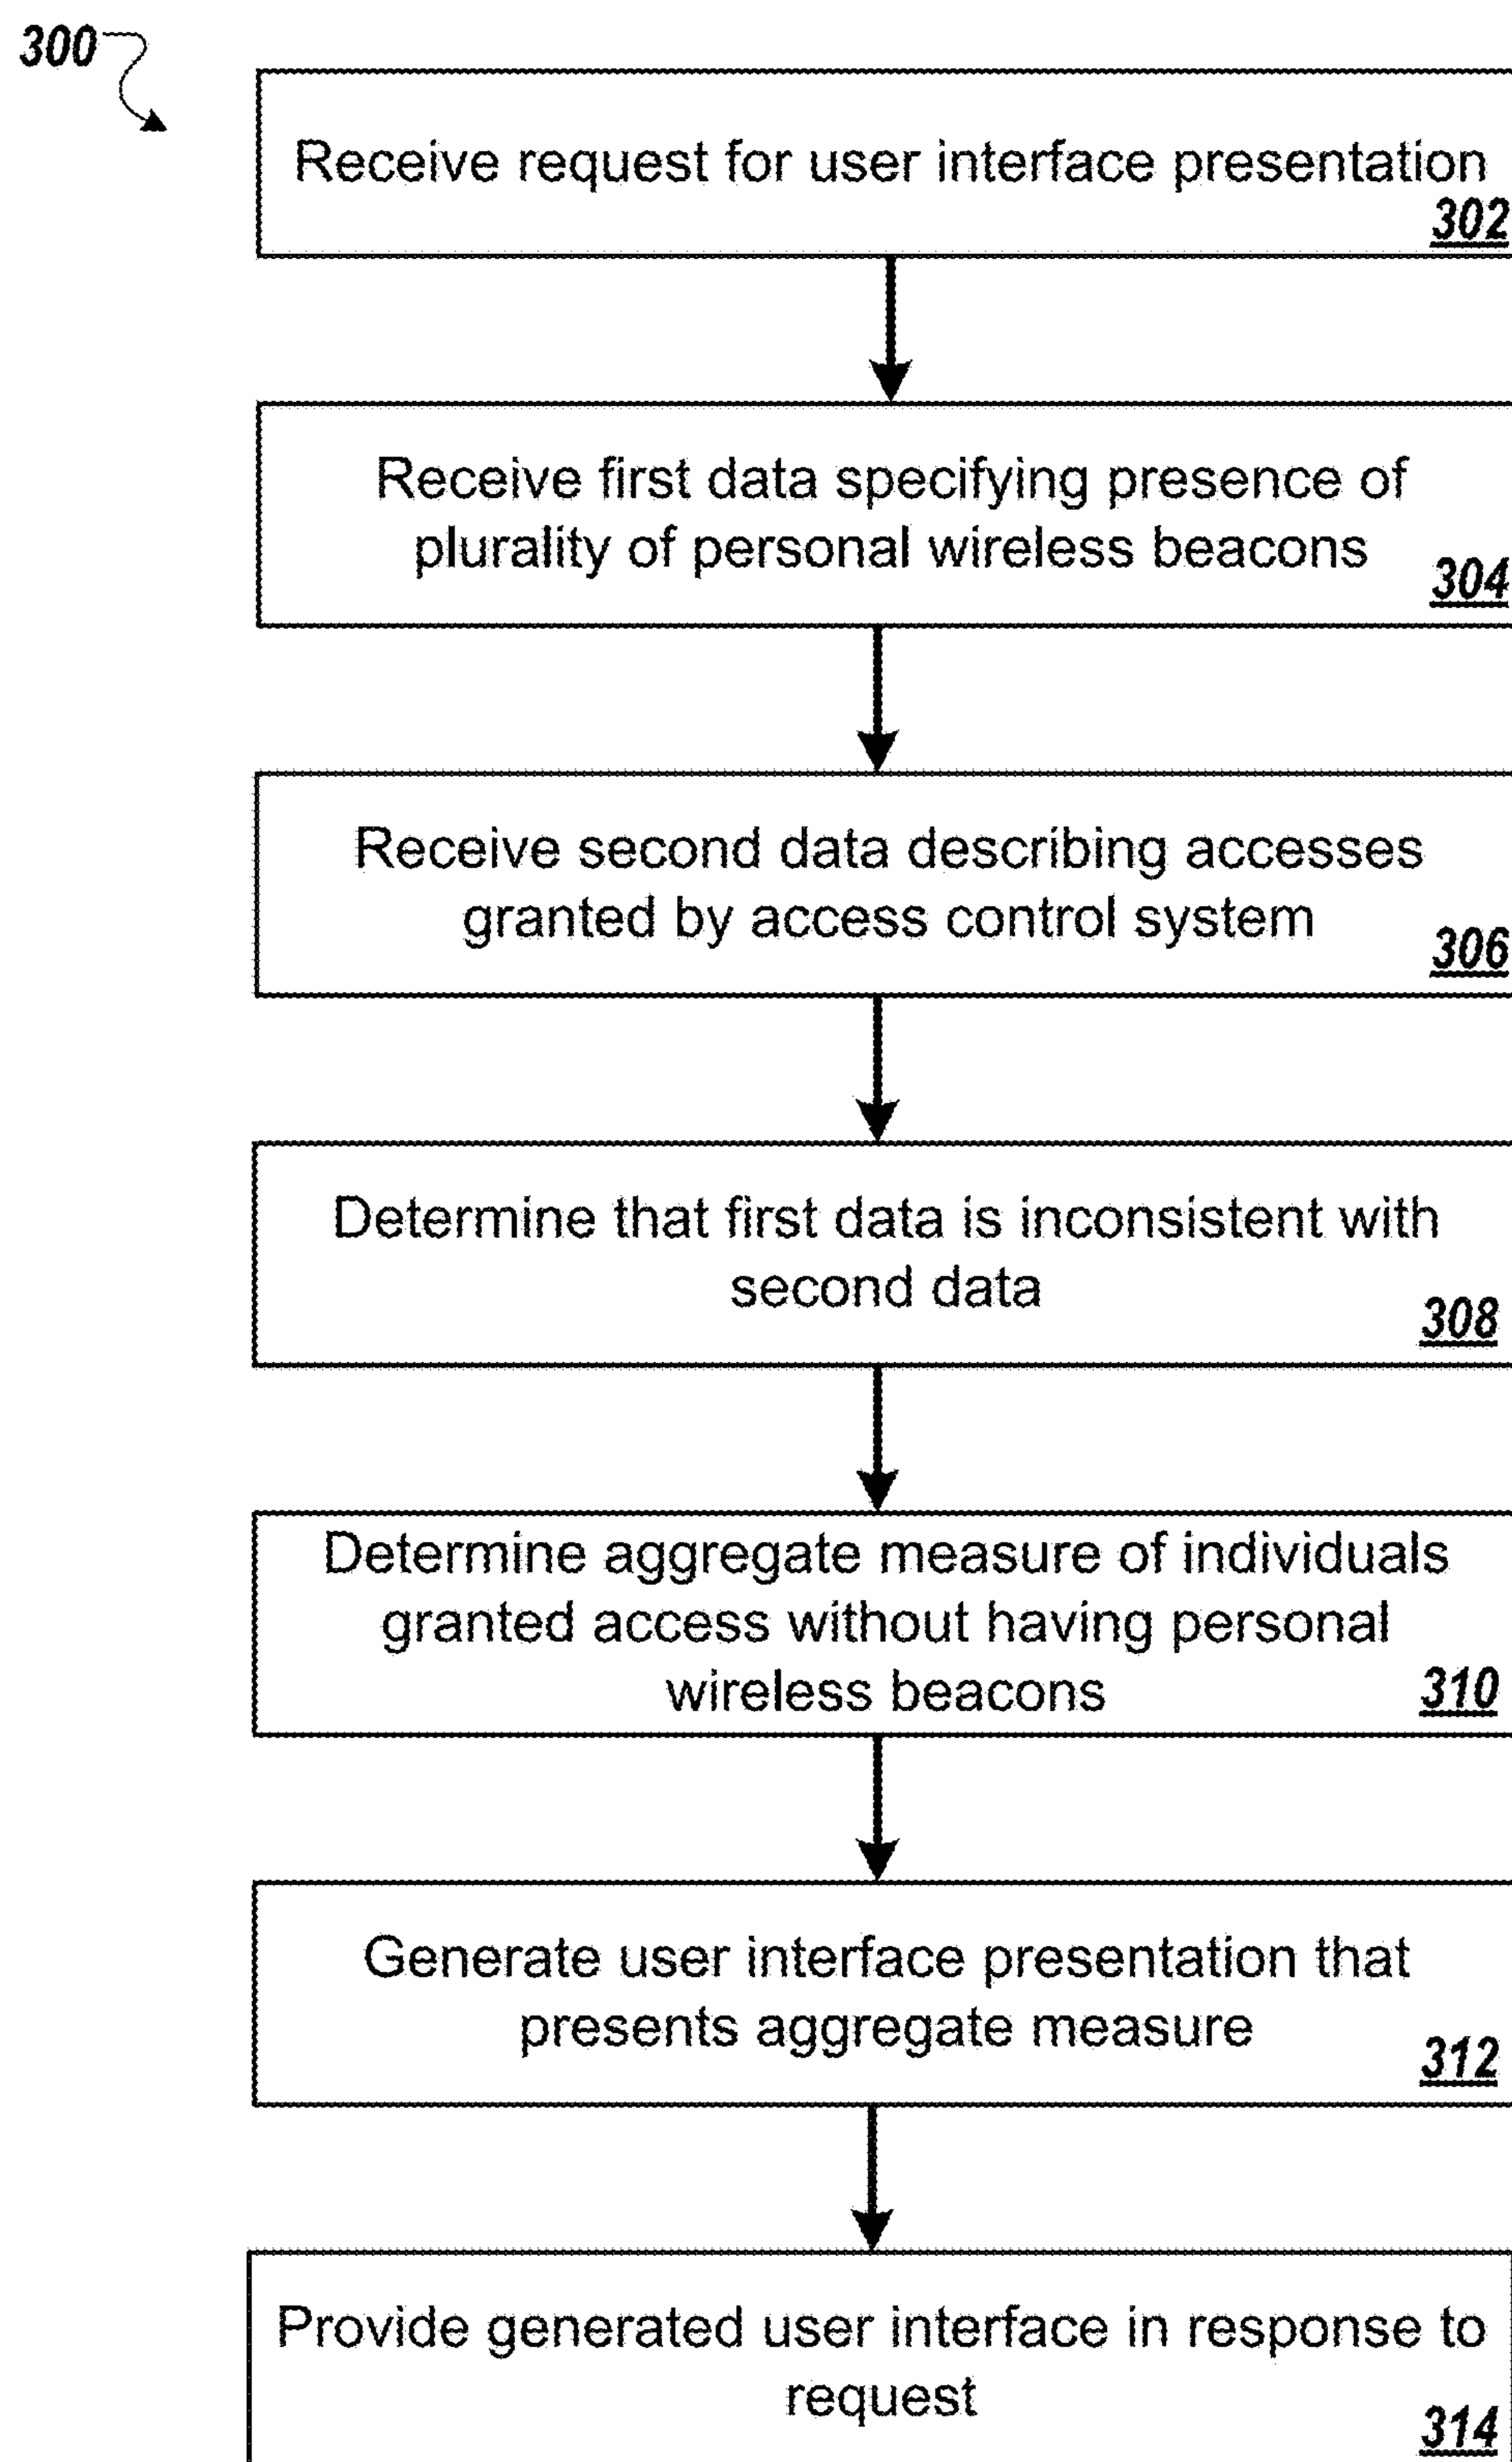 300
Receive request for user interface presentation
302
Receive first data specifying presence of
plurality of personal wireless beacons
304
Receive second data describing accesses
granted by access control system
306
Determine that first data is inconsistent with
second data
308
Determine aggregate measure of individuals
granted access without having personal
wireless beacons
310
Generate user interface presentation that
presents aggregate measure
312
Provide generated user interface in response to
request
314